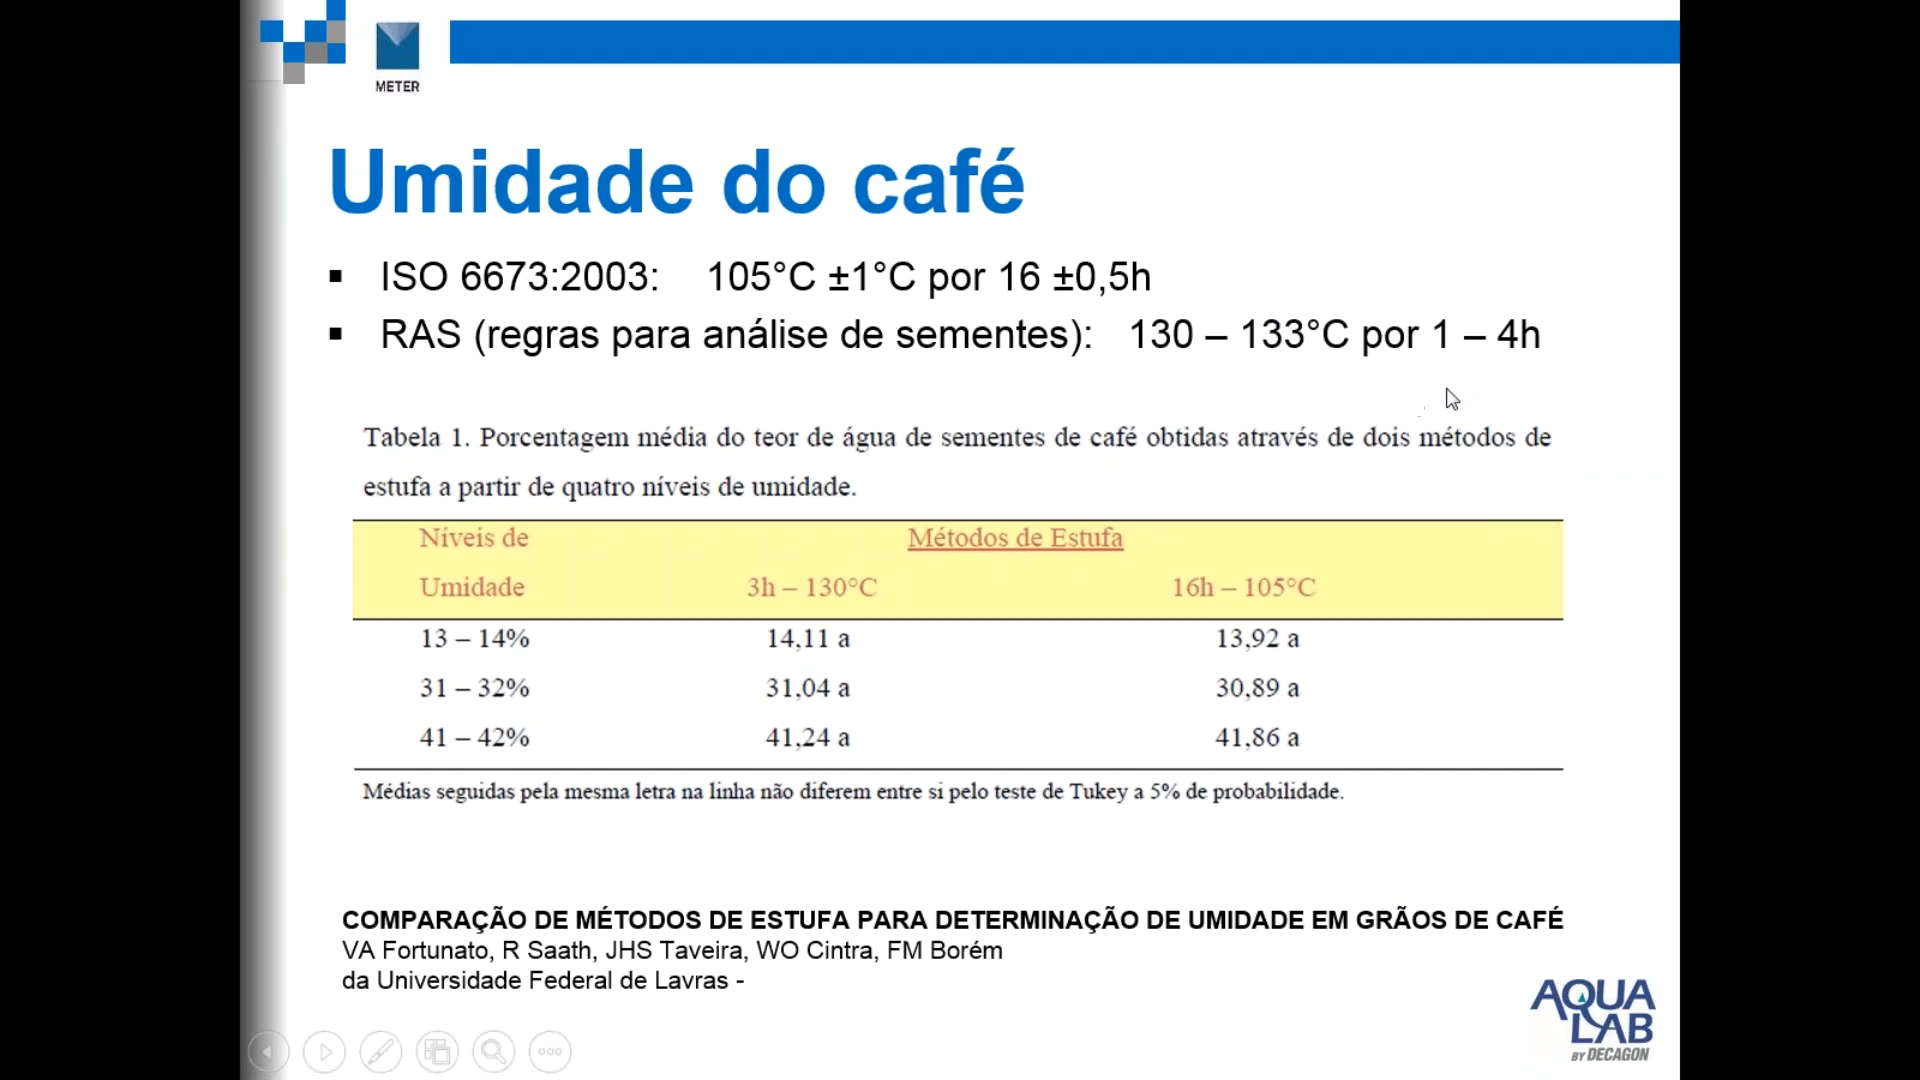 METER
Umidade do café
▪ ISO 6673:2003: 105°C ±1°C por 16 ±0,5h
▪ RAS (regras para análise de sementes): 130 – 133°C por 1 – 4h
Tabela 1. Porcentagem média do teor de água de sementes de café obtidas através de dois métodos de
estufa a partir de quatro níveis de umidade.
Níveis de Métodos de Estufa
Umidade 3h – 130°C 16h – 105°C
13 – 14% 14,11 a 13,92 a
31 – 32% 31,04 a 30,89 a
41 – 42% 41,24 a 41,86 a
Médias seguidas pela mesma letra na linha não diferem entre si pelo teste de Tukey a 5% de probabilidade.
COMPARAÇÃO DE MÉTODOS DE ESTUFA PARA DETERMINAÇÃO DE UMIDADE EM GRÃOS DE CAFÉ
VA Fortunato, R Saath, JHS Taveira, WO Cintra, FM Borém
da Universidade Federal de Lavras -
AQUA
LAB
BY DECAGON